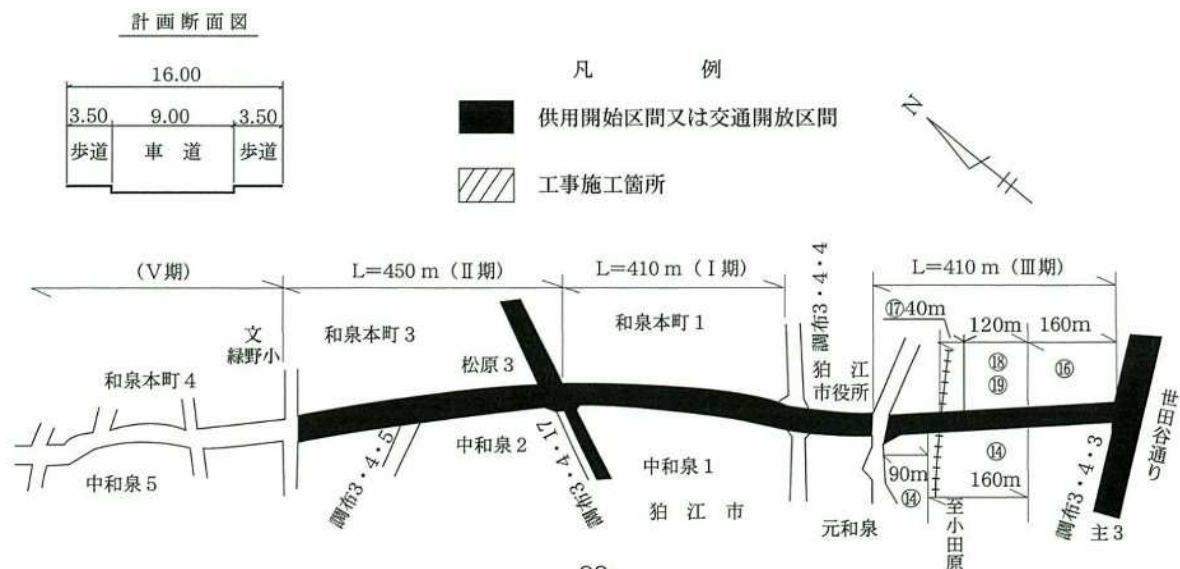 計画断面図
16.00
3.50 9.00 3.50
歩道 車道 歩道
凡例
供用開始区間又は交通開放区間
工事施工箇所
N
(Ⅴ期)
L=450 m (Ⅱ期)
L=410 m (Ⅰ期)
調布3・4・4
L=410 m (Ⅲ期)
⑰40m
120m
160m
文
緑野小
和泉本町4
和泉本町3
松原3
和泉本町1
狛江
市役所
⑱
⑲
⑯
世田谷通り
中和泉5
調布3・4・5
中和泉2
調布3・4・17
中和泉1
狛江市
元和泉
90m
⑭
⑭
160m
至小田原
調布3・4・3
主3